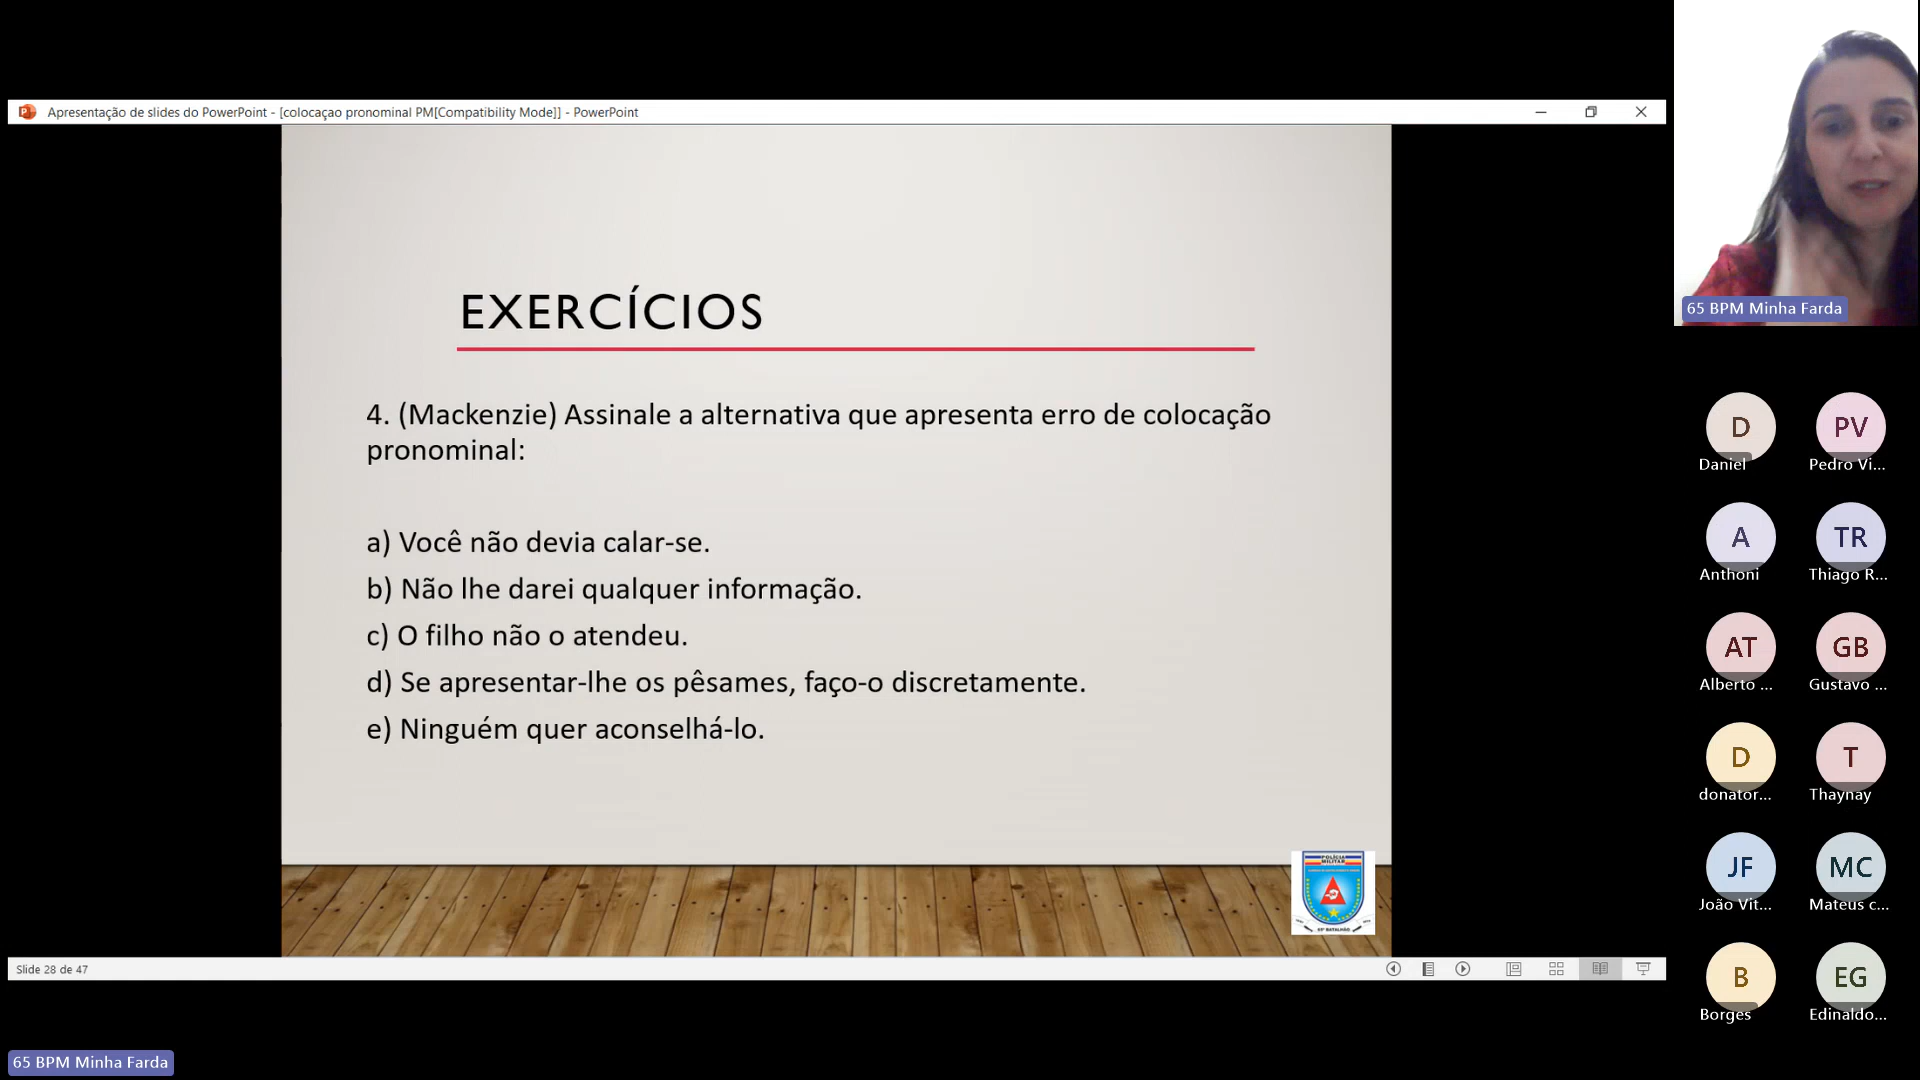 Apresentação de slides do PowerPoint - [colocaçao pronominal PM[Compatibility Mode]] - PowerPoint
EXERCÍCIOS
4. (Mackenzie) Assinale a alternativa que apresenta erro de colocação
pronominal:
a) Você não devia calar-se.
b) Não lhe darei qualquer informação.
c) O filho não o atendeu.
d) Se apresentar-lhe os pêsames, faço-o discretamente.
e) Ninguém quer aconselhá-lo.
POLÍCIA
MILITAR
Slide 28 de 47
65 BPM Minha Farda
65 BPM Minha Farda
D
Daniel
PV
Pedro Vi...
A
Anthoni
TR
Thiago R...
AT
Alberto ...
GB
Gustavo ...
D
donator...
T
Thaynay
JF
João Vit...
MC
Mateus c...
B
Borges
EG
Edinaldo...